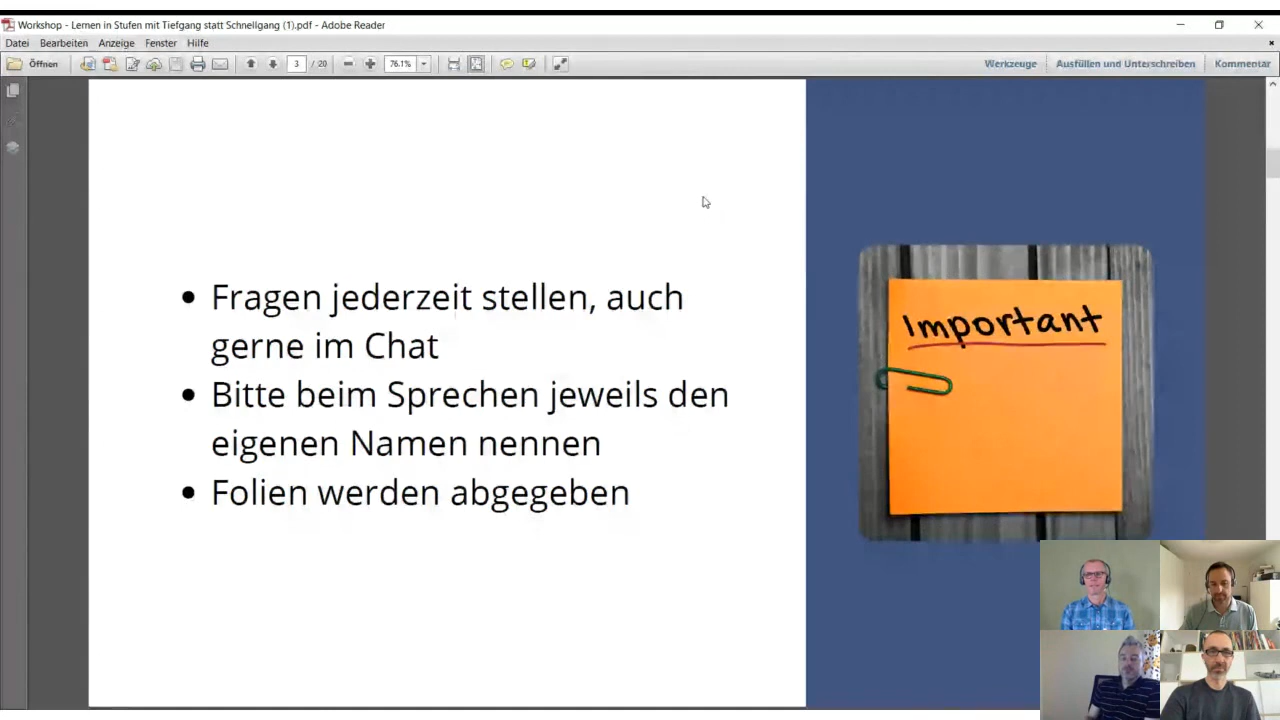 Workshop - Lernen in Stufen mit Tiefgang statt Schnellgang (1).pdf - Adobe Reader
Datei Bearbeiten Anzeige Fenster Hilfe
Öffnen 3 / 20 76.1% Werkzeuge Ausfüllen und Unterschreiben Kommentar
• Fragen jederzeit stellen, auch
gerne im Chat
• Bitte beim Sprechen jeweils den
eigenen Namen nennen
• Folien werden abgegeben
Important